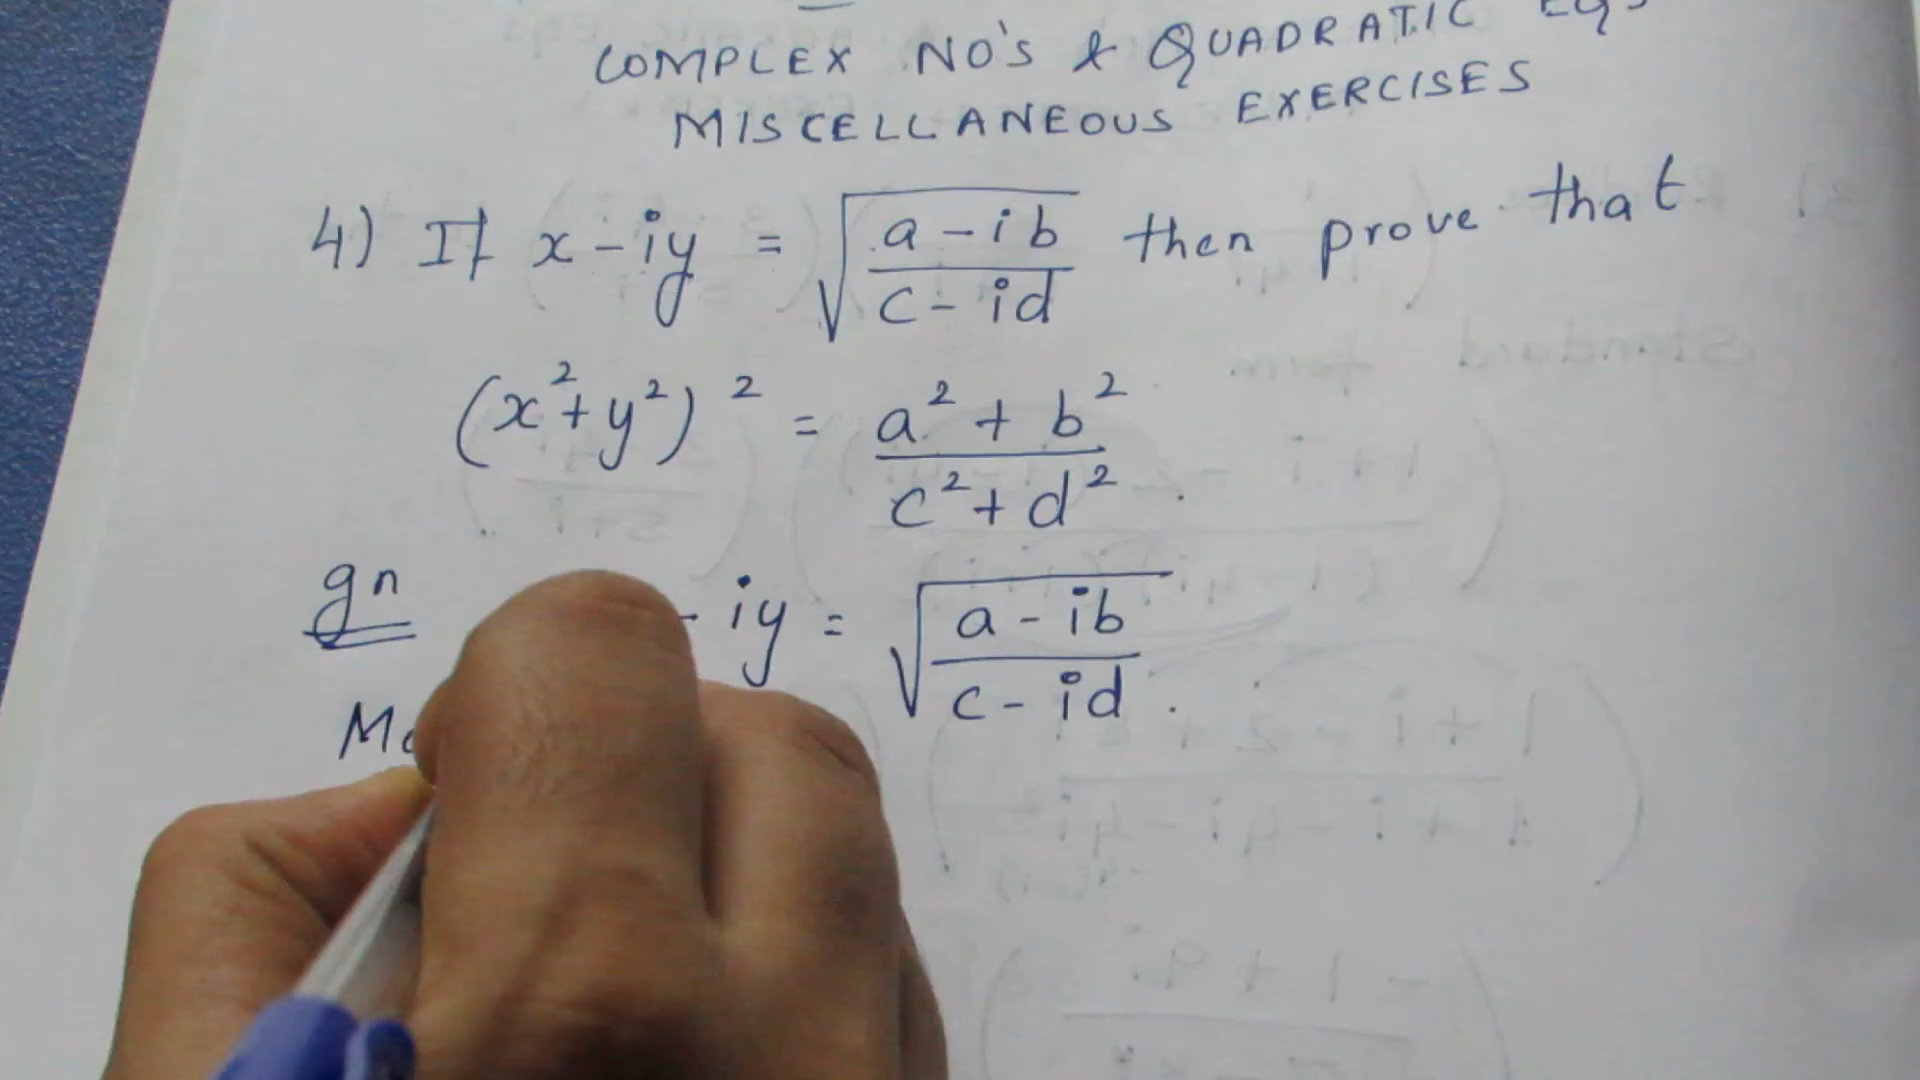 COMPLEX NO'S & QUADRATIC EQS
MISCELLANEOUS EXERCISES
4) If x - iy = √((a - ib)/(c - id)) then prove that
(x² + y²)² = (a² + b²)/(c² + d²).
gn - iy = √((a - ib)/(c - id)).